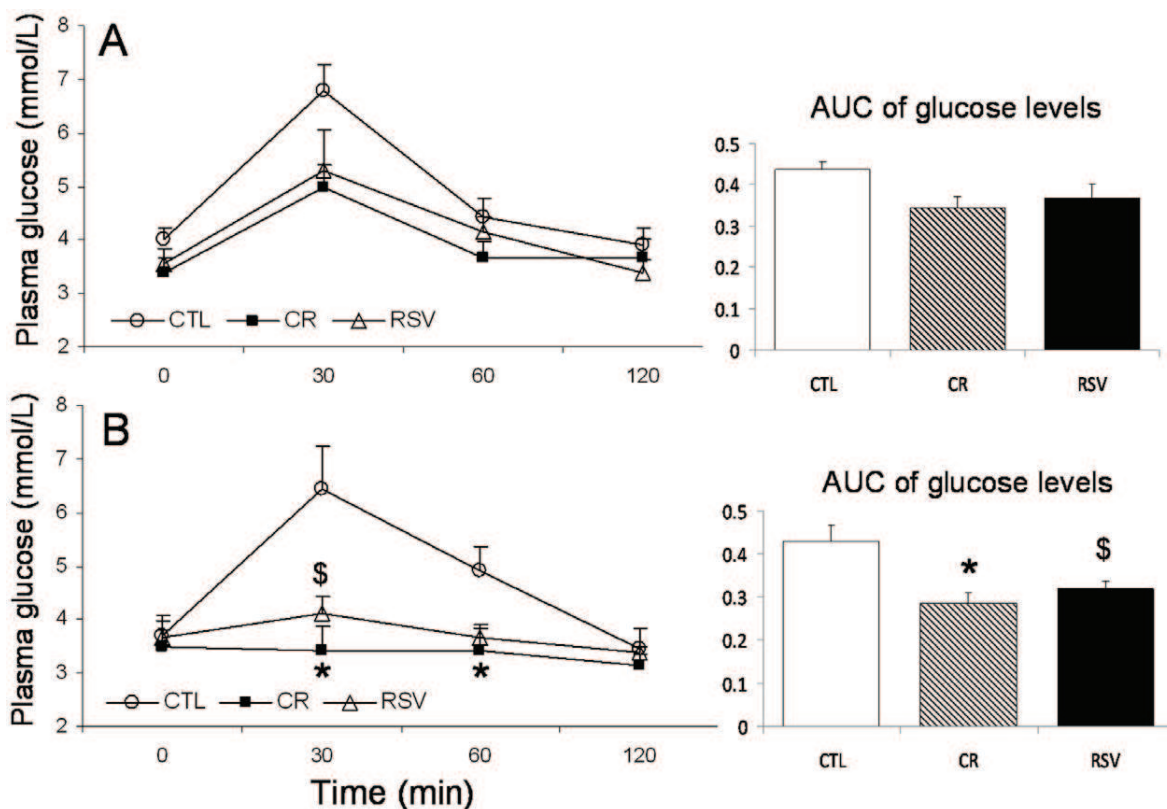 A
Plasma glucose (mmol/L)
8
7
6
5
4
3
2
CTL CR RSV
0 30 60 120
AUC of glucose levels
0.5
0.4
0.3
0.2
0.1
0
CTL CR RSV
B
Plasma glucose (mmol/L)
8
7
6
5
4
3
2
$
* *
CTL CR RSV
0 30 60 120
Time (min)
AUC of glucose levels
0.5
0.4
0.3
0.2
0.1
0
* $
CTL CR RSV